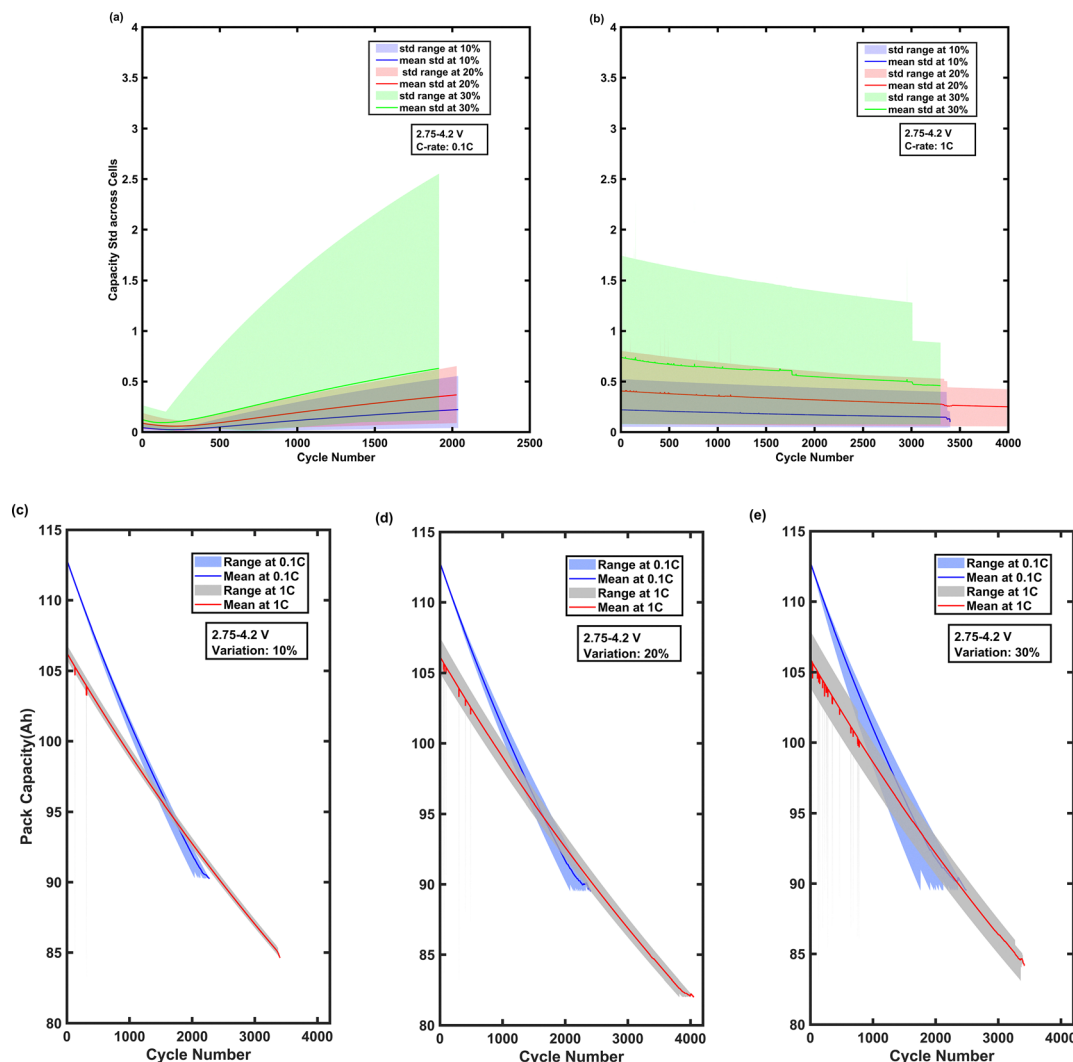 (a)
4
3.5
3
2.5
2
1.5
1
0.5
0
Capacity Std across Cells
std range at 10%
mean std at 10%
std range at 20%
mean std at 20%
std range at 30%
mean std at 30%
2.75-4.2 V
C-rate: 0.1C
0 500 1000 1500 2000 2500
Cycle Number
(b)
4
3.5
3
2.5
2
1.5
1
0.5
0
std range at 10%
mean std at 10%
std range at 20%
mean std at 20%
std range at 30%
mean std at 30%
2.75-4.2 V
C-rate: 1C
0 500 1000 1500 2000 2500 3000 3500 4000
Cycle Number
(c)
115
110
105
100
95
90
85
80
Pack Capacity(Ah)
Range at 0.1C
Mean at 0.1C
Range at 1C
Mean at 1C
2.75-4.2 V
Variation: 10%
0 1000 2000 3000 4000
Cycle Number
(d)
115
110
105
100
95
90
85
80
Range at 0.1C
Mean at 0.1C
Range at 1C
Mean at 1C
2.75-4.2 V
Variation: 20%
0 1000 2000 3000 4000
Cycle Number
(e)
115
110
105
100
95
90
85
80
Range at 0.1C
Mean at 0.1C
Range at 1C
Mean at 1C
2.75-4.2 V
Variation: 30%
0 1000 2000 3000 4000
Cycle Number